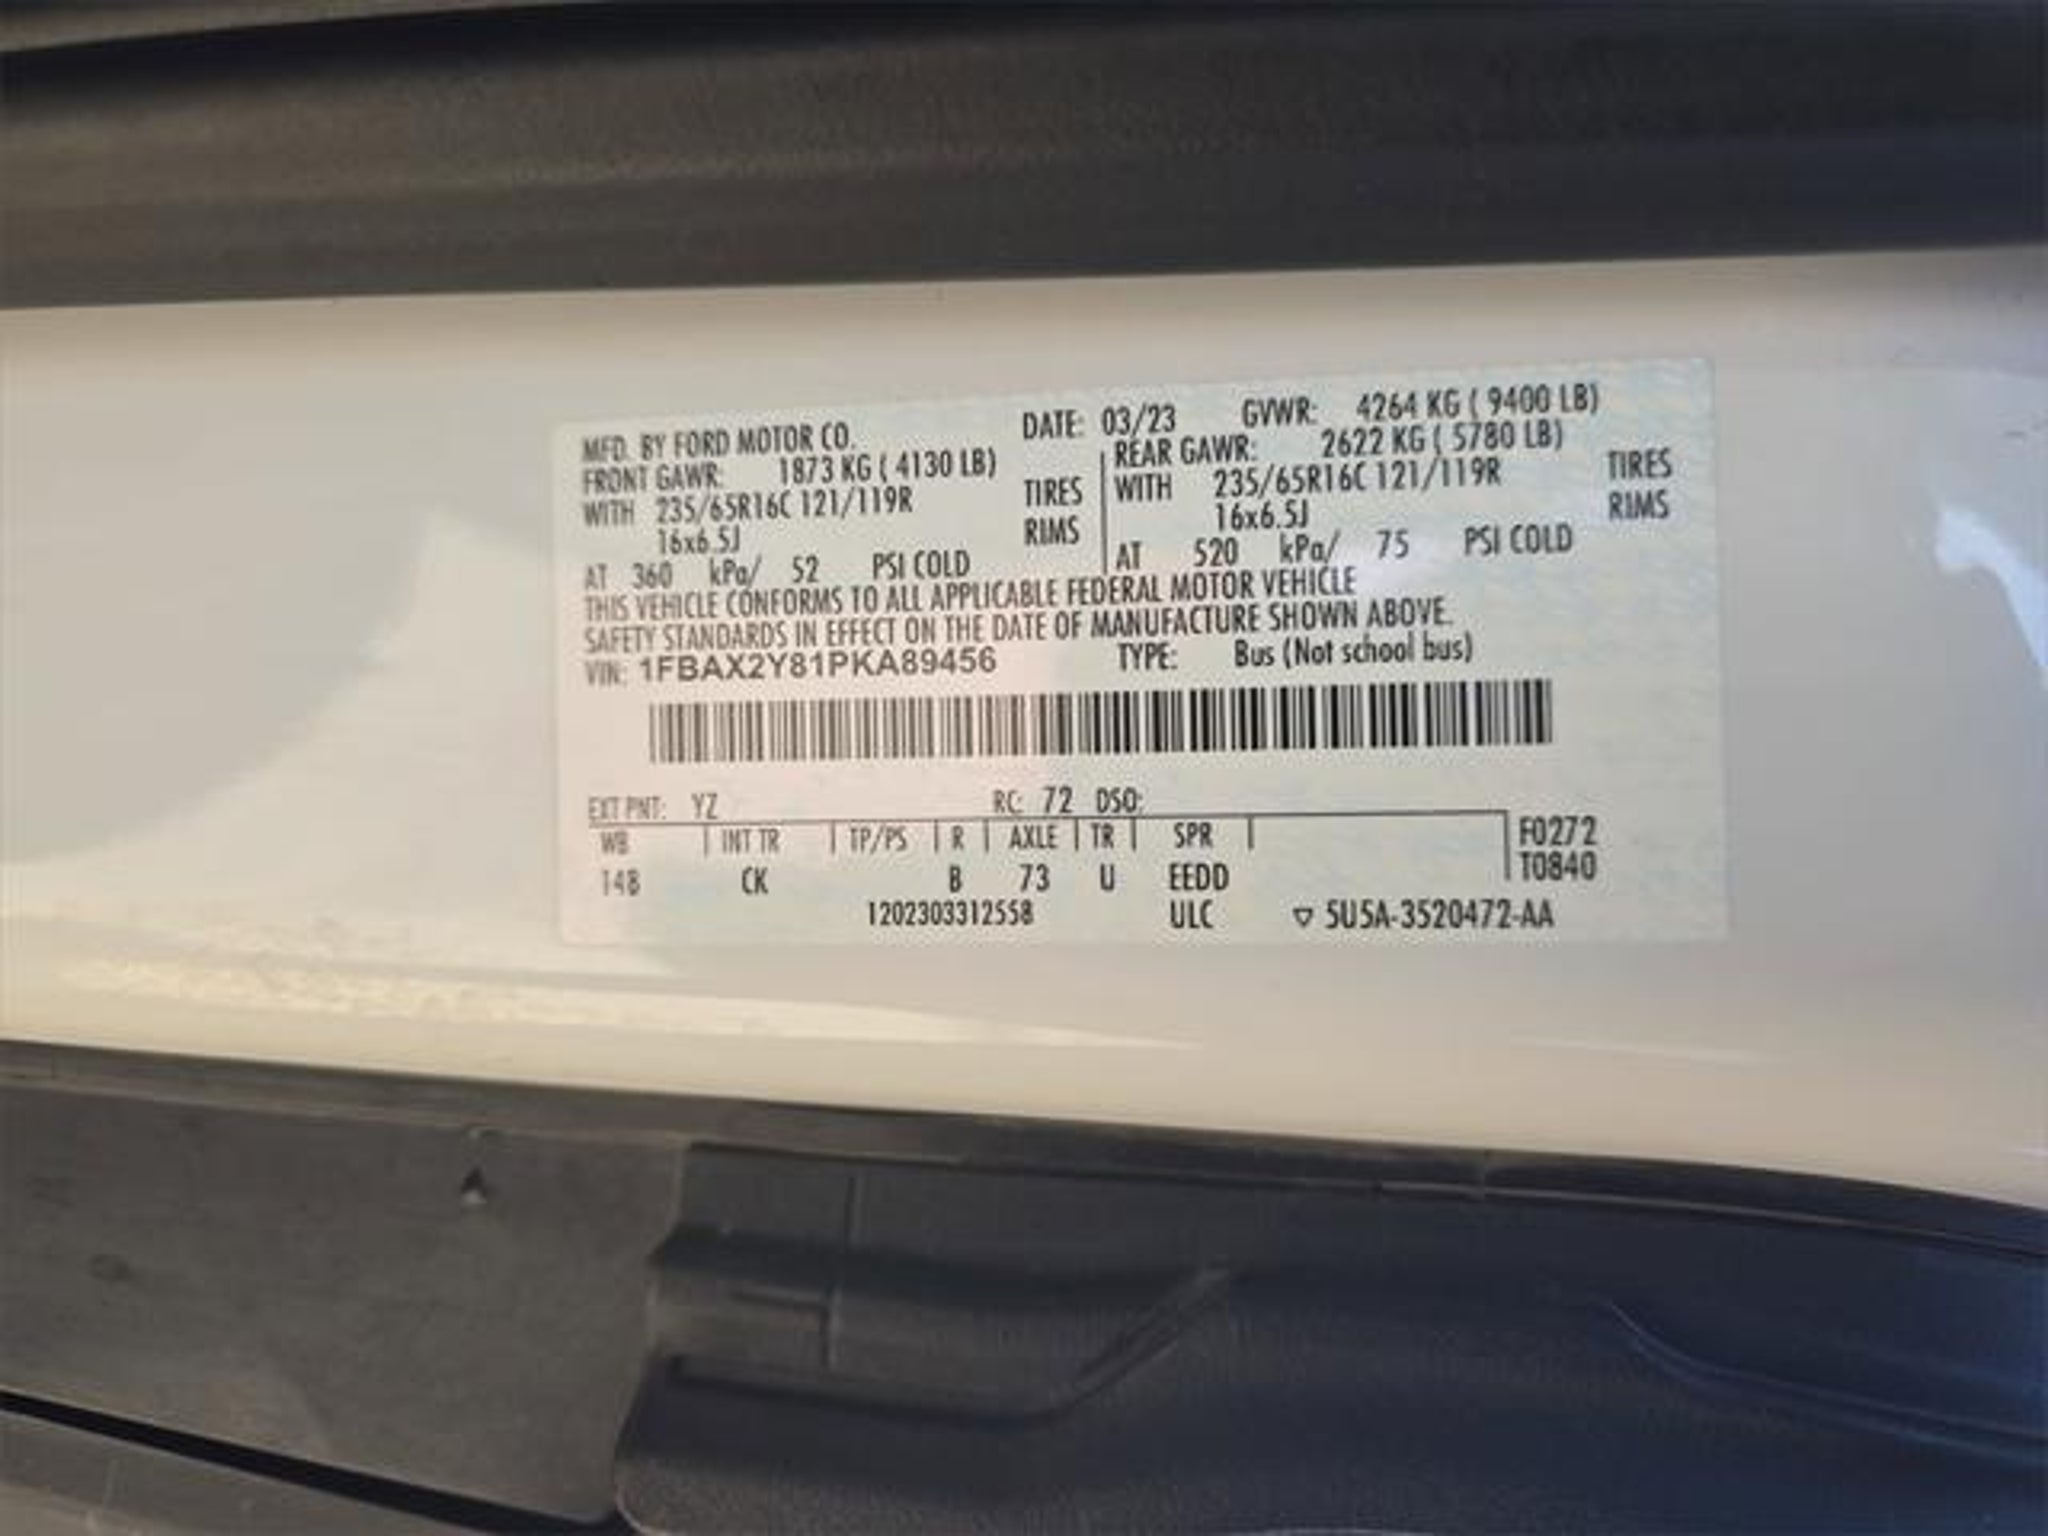 MFD. BY FORD MOTOR CO. DATE: 03/23 GVWR: 4264 KG ( 9400 LB)
FRONT GAWR: 1873 KG ( 4130 LB) REAR GAWR: 2622 KG ( 5780 LB)
WITH 235/65R16C 121/119R TIRES WITH 235/65R16C 121/119R TIRES
16x6.5J RIMS 16x6.5J RIMS
AT 360 kPa/ 52 PSI COLD AT 520 kPa/ 75 PSI COLD
THIS VEHICLE CONFORMS TO ALL APPLICABLE FEDERAL MOTOR VEHICLE
SAFETY STANDARDS IN EFFECT ON THE DATE OF MANUFACTURE SHOWN ABOVE.
VIN: 1FBAX2Y81PKA89456 TYPE: Bus (Not school bus)
EXT PNT: YZ RC: 72 DSO:
WB INT TR TP/PS R AXLE TR SPR F0272
T0840
148 CK B 73 U EEDD
1202303312558 ULC ▽ 5U5A-3520472-AA